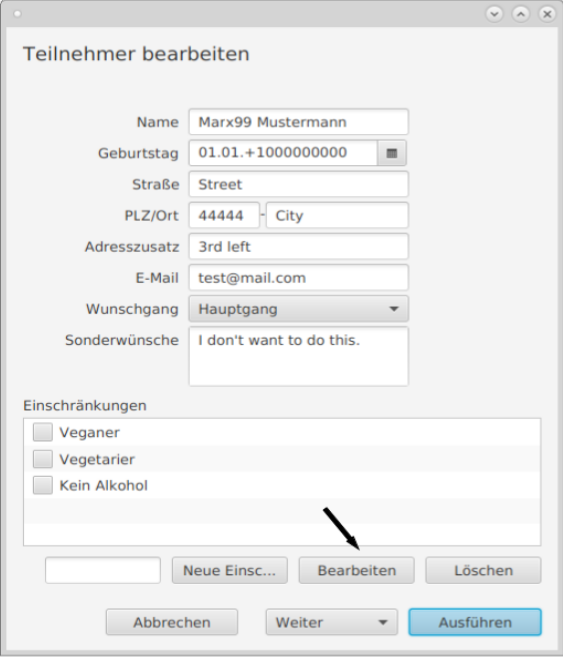 Teilnehmer bearbeiten
Name Marx99 Mustermann
Geburtstag 01.01.+1000000000
Straße Street
PLZ/Ort 44444 - City
Adresszusatz 3rd left
E-Mail test@mail.com
Wunschgang Hauptgang
Sonderwünsche I don't want to do this.
Einschränkungen
Veganer
Vegetarier
Kein Alkohol
Neue Einsc... Bearbeiten Löschen
Abbrechen Weiter Ausführen